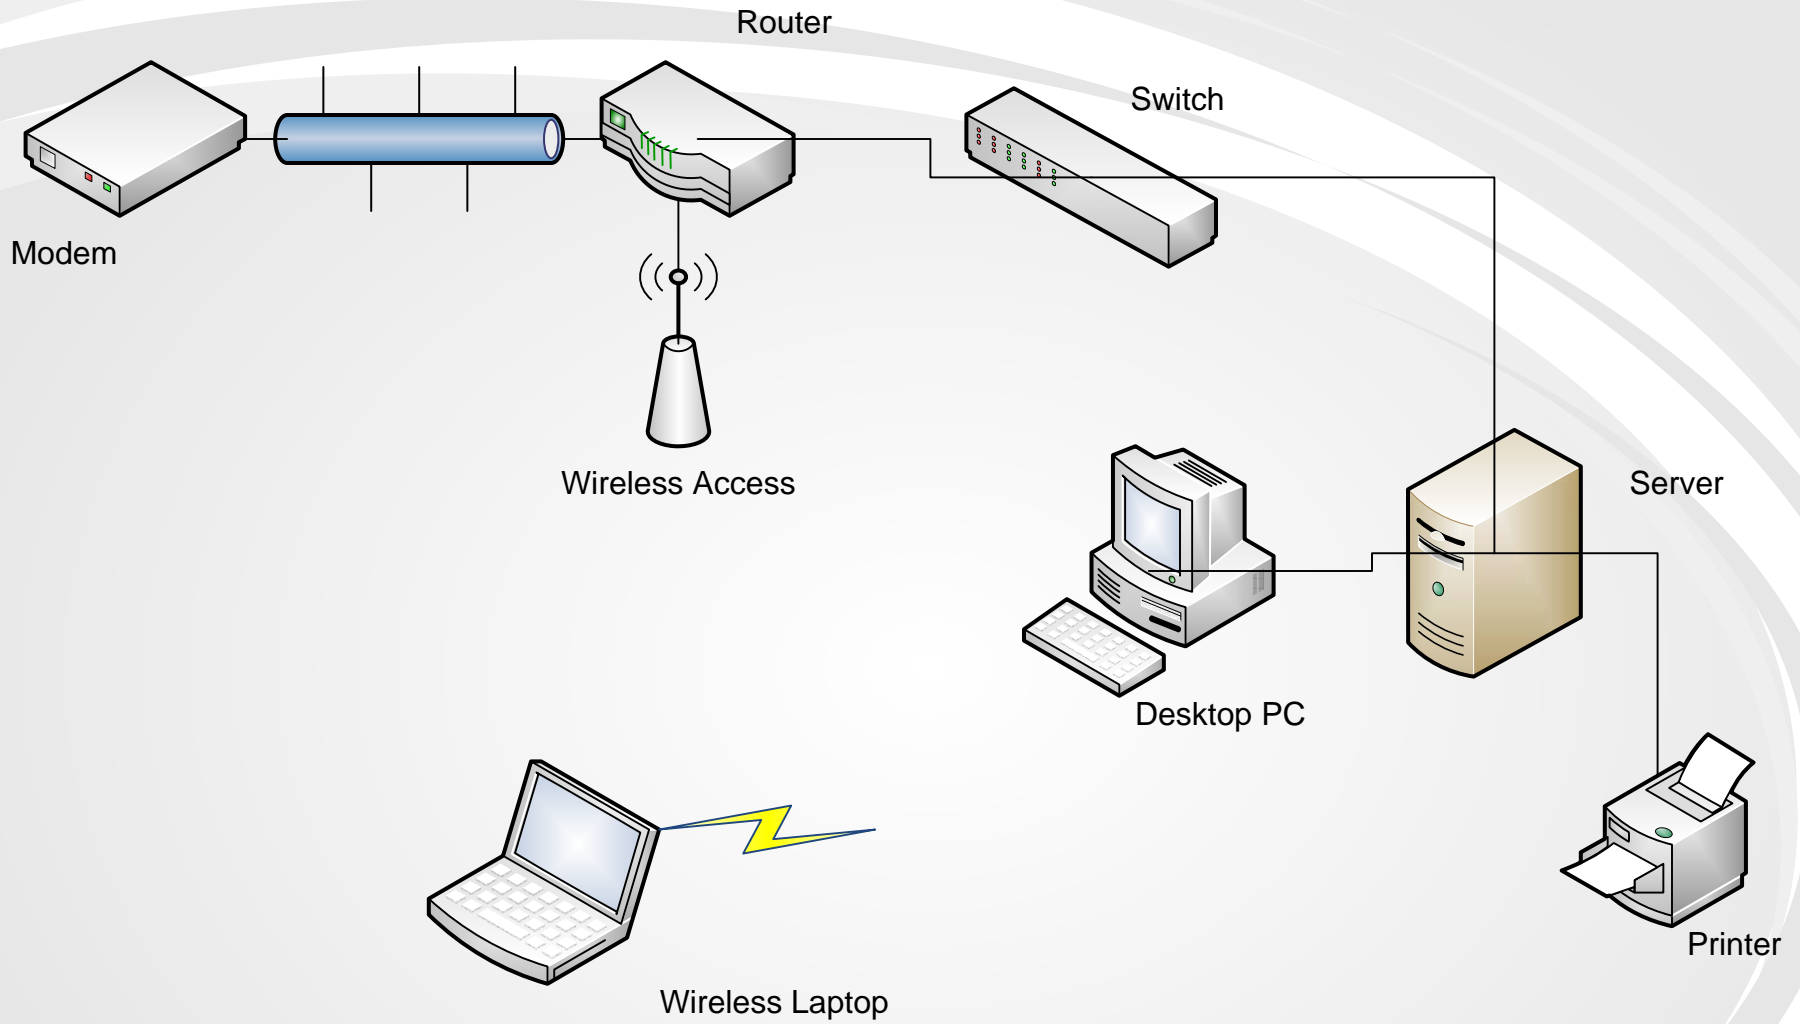 Router
Switch
Modem
Wireless Access
Server
Desktop PC
Printer
Wireless Laptop